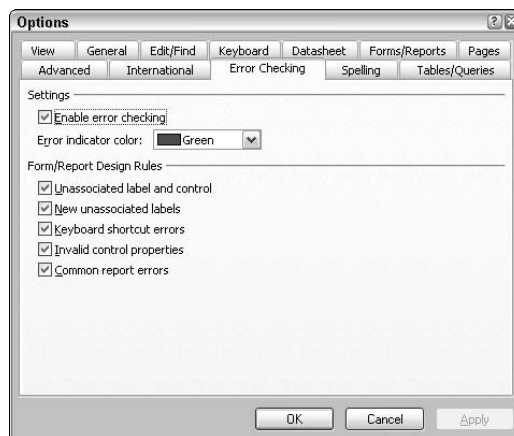 Options
View General Edit/Find Keyboard Datasheet Forms/Reports Pages
Advanced International Error Checking Spelling Tables/Queries
Settings
Enable error checking
Error indicator color: Green
Form/Report Design Rules
Unassociated label and control
New unassociated labels
Keyboard shortcut errors
Invalid control properties
Common report errors
OK Cancel Apply